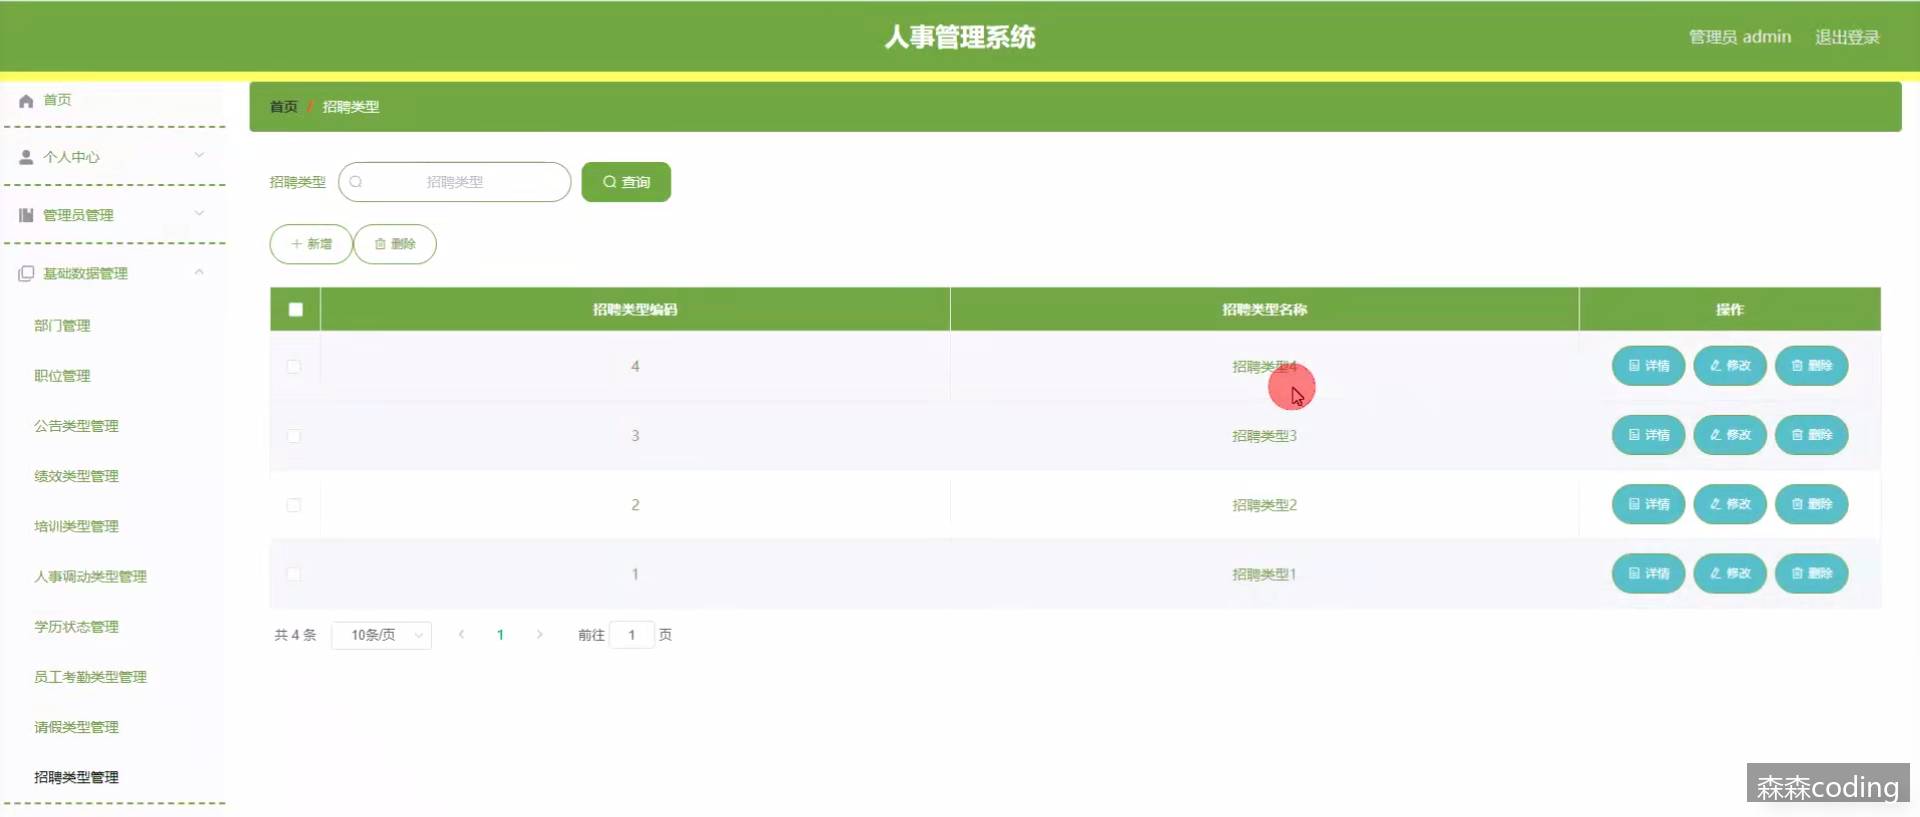 人事管理系统
管理员 admin 退出登录
首页
个人中心
管理员管理
基础数据管理
部门管理
职位管理
公告类型管理
绩效类型管理
培训类型管理
人事调动类型管理
学历状态管理
员工考勤类型管理
请假类型管理
招聘类型管理
首页 / 招聘类型
招聘类型 招聘类型 查询
新增 删除
招聘类型编码 招聘类型名称 操作
4 招聘类型4 详情 修改 删除
3 招聘类型3 详情 修改 删除
2 招聘类型2 详情 修改 删除
1 招聘类型1 详情 修改 删除
共 4 条 10条/页 1 前往 1 页
森森coding